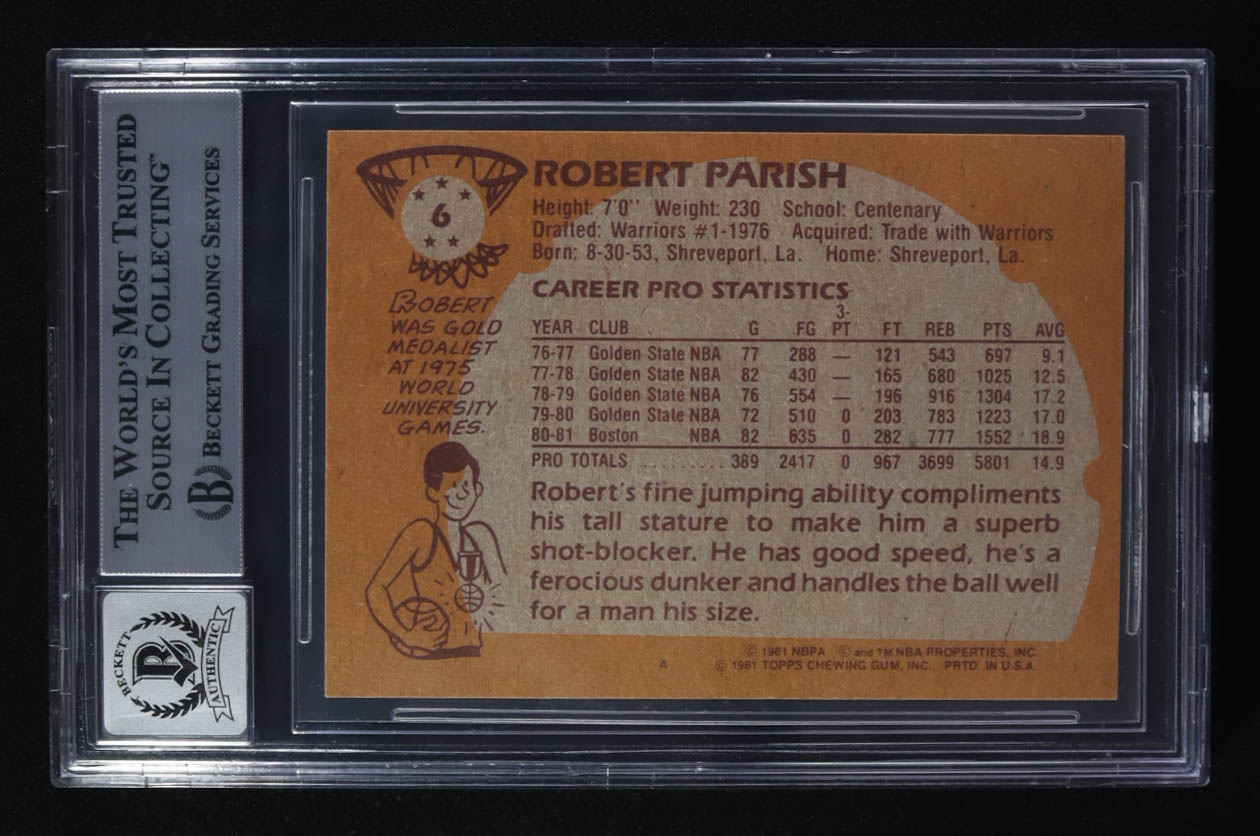 THE WORLD'S MOST TRUSTED
SOURCE IN COLLECTING™
B BECKETT GRADING SERVICES
BECKETT
B
AUTHENTIC
6
ROBERT PARISH
Height: 7'0'' Weight: 230 School: Centenary
Drafted: Warriors #1-1976 Acquired: Trade with Warriors
Born: 8-30-53, Shreveport, La. Home: Shreveport, La.
ROBERT
WAS GOLD
MEDALIST
AT 1975
WORLD
UNIVERSITY
GAMES.
CAREER PRO STATISTICS
YEAR CLUB G FG 3-PT FT REB PTS AVG
76-77 Golden State NBA 77 288 — 121 543 697 9.1
77-78 Golden State NBA 82 430 — 165 680 1025 12.5
78-79 Golden State NBA 76 554 — 196 916 1304 17.2
79-80 Golden State NBA 72 510 0 203 783 1223 17.0
80-81 Boston NBA 82 635 0 282 777 1552 18.9
PRO TOTALS .......... 389 2417 0 967 3699 5801 14.9
Robert's fine jumping ability compliments
his tall stature to make him a superb
shot-blocker. He has good speed, he's a
ferocious dunker and handles the ball well
for a man his size.
© 1981 NBPA © and TM NBA PROPERTIES, INC.
A © 1981 TOPPS CHEWING GUM, INC. PRTD. IN U.S.A.